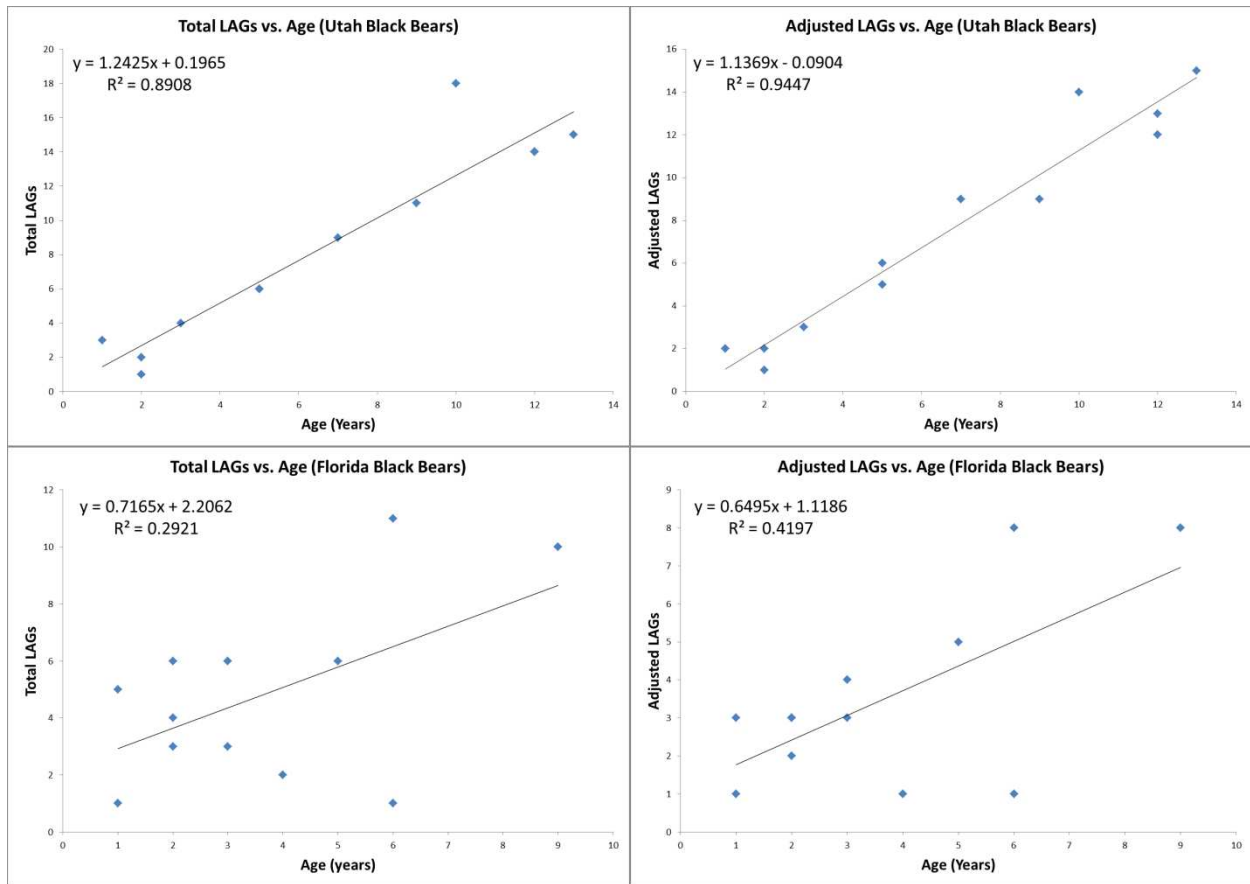 Total LAGs vs. Age (Utah Black Bears)
y = 1.2425x + 0.1965
R² = 0.8908
Total LAGs
20
18
16
14
12
10
8
6
4
2
0
0 2 4 6 8 10 12 14
Age (Years)
Adjusted LAGs vs. Age (Utah Black Bears)
y = 1.1369x - 0.0904
R² = 0.9447
Adjusted LAGs
16
14
12
10
8
6
4
2
0
0 2 4 6 8 10 12 14
Age (Years)
Total LAGs vs. Age (Florida Black Bears)
y = 0.7165x + 2.2062
R² = 0.2921
Total LAGs
12
10
8
6
4
2
0
0 1 2 3 4 5 6 7 8 9 10
Age (years)
Adjusted LAGs vs. Age (Florida Black Bears)
y = 0.6495x + 1.1186
R² = 0.4197
Adjusted LAGs
9
8
7
6
5
4
3
2
1
0
0 1 2 3 4 5 6 7 8 9 10
Age (Years)